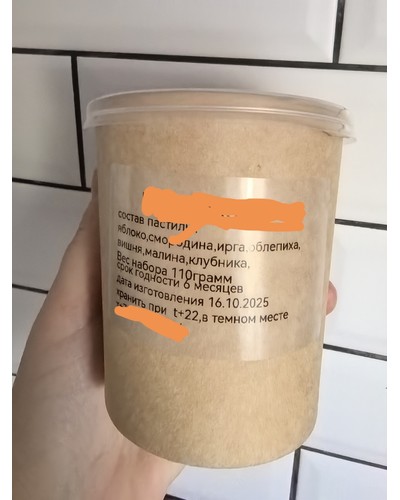 состав пастилы,
яблоко,смородина,ирга,облепиха,
вишня,малина,клубника,
Вес набора 110грамм
срок годности 6 месяцев
дата изготовления 16.10.2025
хранить при t+22,в темном месте